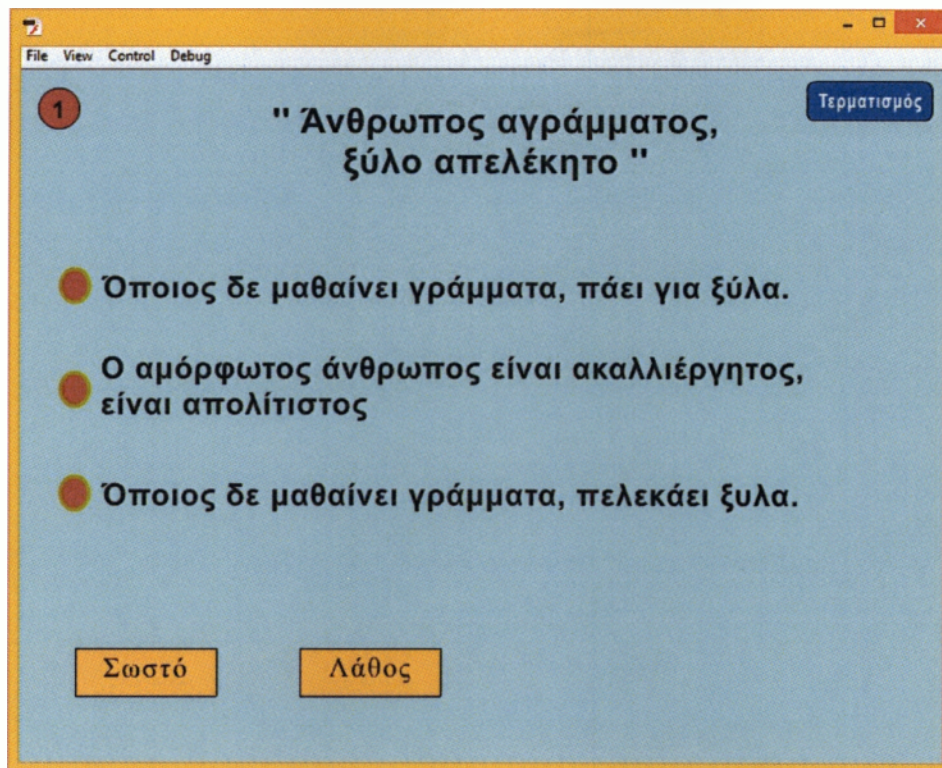 File View Control Debug
1
Τερματισμός
" Άνθρωπος αγράμματος,
ξύλο απελέκητο "
Όποιος δε μαθαίνει γράμματα, πάει για ξύλα.
Ο αμόρφωτος άνθρωπος είναι ακαλλιέργητος,
είναι απολίτιστος
Όποιος δε μαθαίνει γράμματα, πελεκάει ξυλα.
Σωστό Λάθος